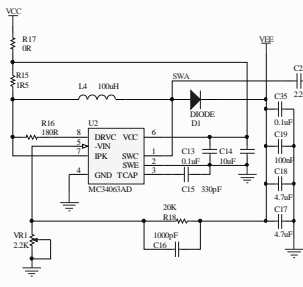 VCC
R17
0R
VEE
R15
1R5
L4 100uH
SWA
C2
2.2
DIODE
D1
C35
0.1uF
R16
180R
U2
8 DRVC VCC 6
5 -VIN
7 IPK SWC 1
SWE 2
4 GND TCAP 3
MC34063AD
C13
0.1uF
C14
10uF
C15 330pF
C19
100nF
C18
4.7uF
20K
R18
C17
4.7uF
1000pF
C16
VR1
2.2K